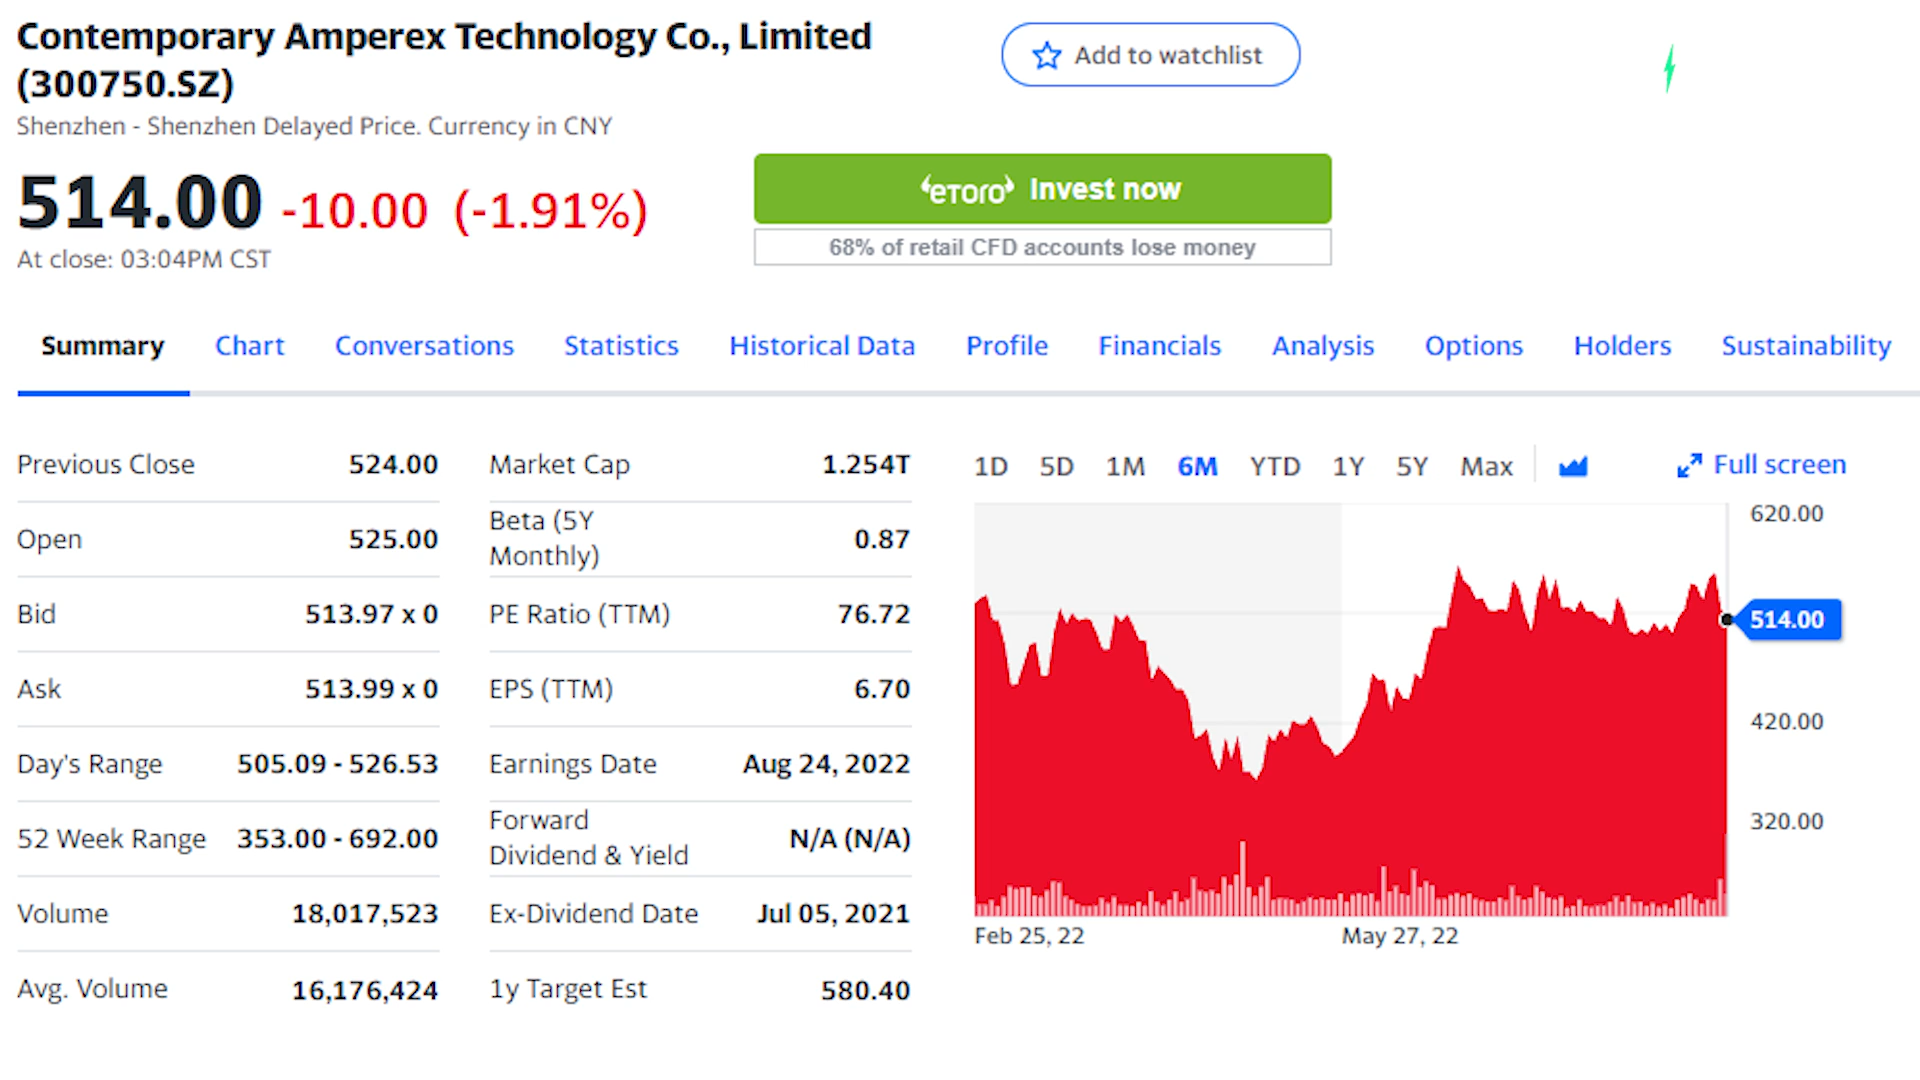 Contemporary Amperex Technology Co., Limited
(300750.SZ)
Add to watchlist
Shenzhen - Shenzhen Delayed Price. Currency in CNY
514.00 -10.00 (-1.91%)
At close: 03:04PM CST
eToro Invest now
68% of retail CFD accounts lose money
Summary Chart Conversations Statistics Historical Data Profile Financials Analysis Options Holders Sustainability
Previous Close 524.00
Open 525.00
Bid 513.97 x 0
Ask 513.99 x 0
Day's Range 505.09 - 526.53
52 Week Range 353.00 - 692.00
Volume 18,017,523
Avg. Volume 16,176,424
Market Cap 1.254T
Beta (5Y
Monthly) 0.87
PE Ratio (TTM) 76.72
EPS (TTM) 6.70
Earnings Date Aug 24, 2022
Forward
Dividend & Yield N/A (N/A)
Ex-Dividend Date Jul 05, 2021
1y Target Est 580.40
1D 5D 1M 6M YTD 1Y 5Y Max Full screen
620.00
514.00
420.00
320.00
Feb 25, 22 May 27, 22